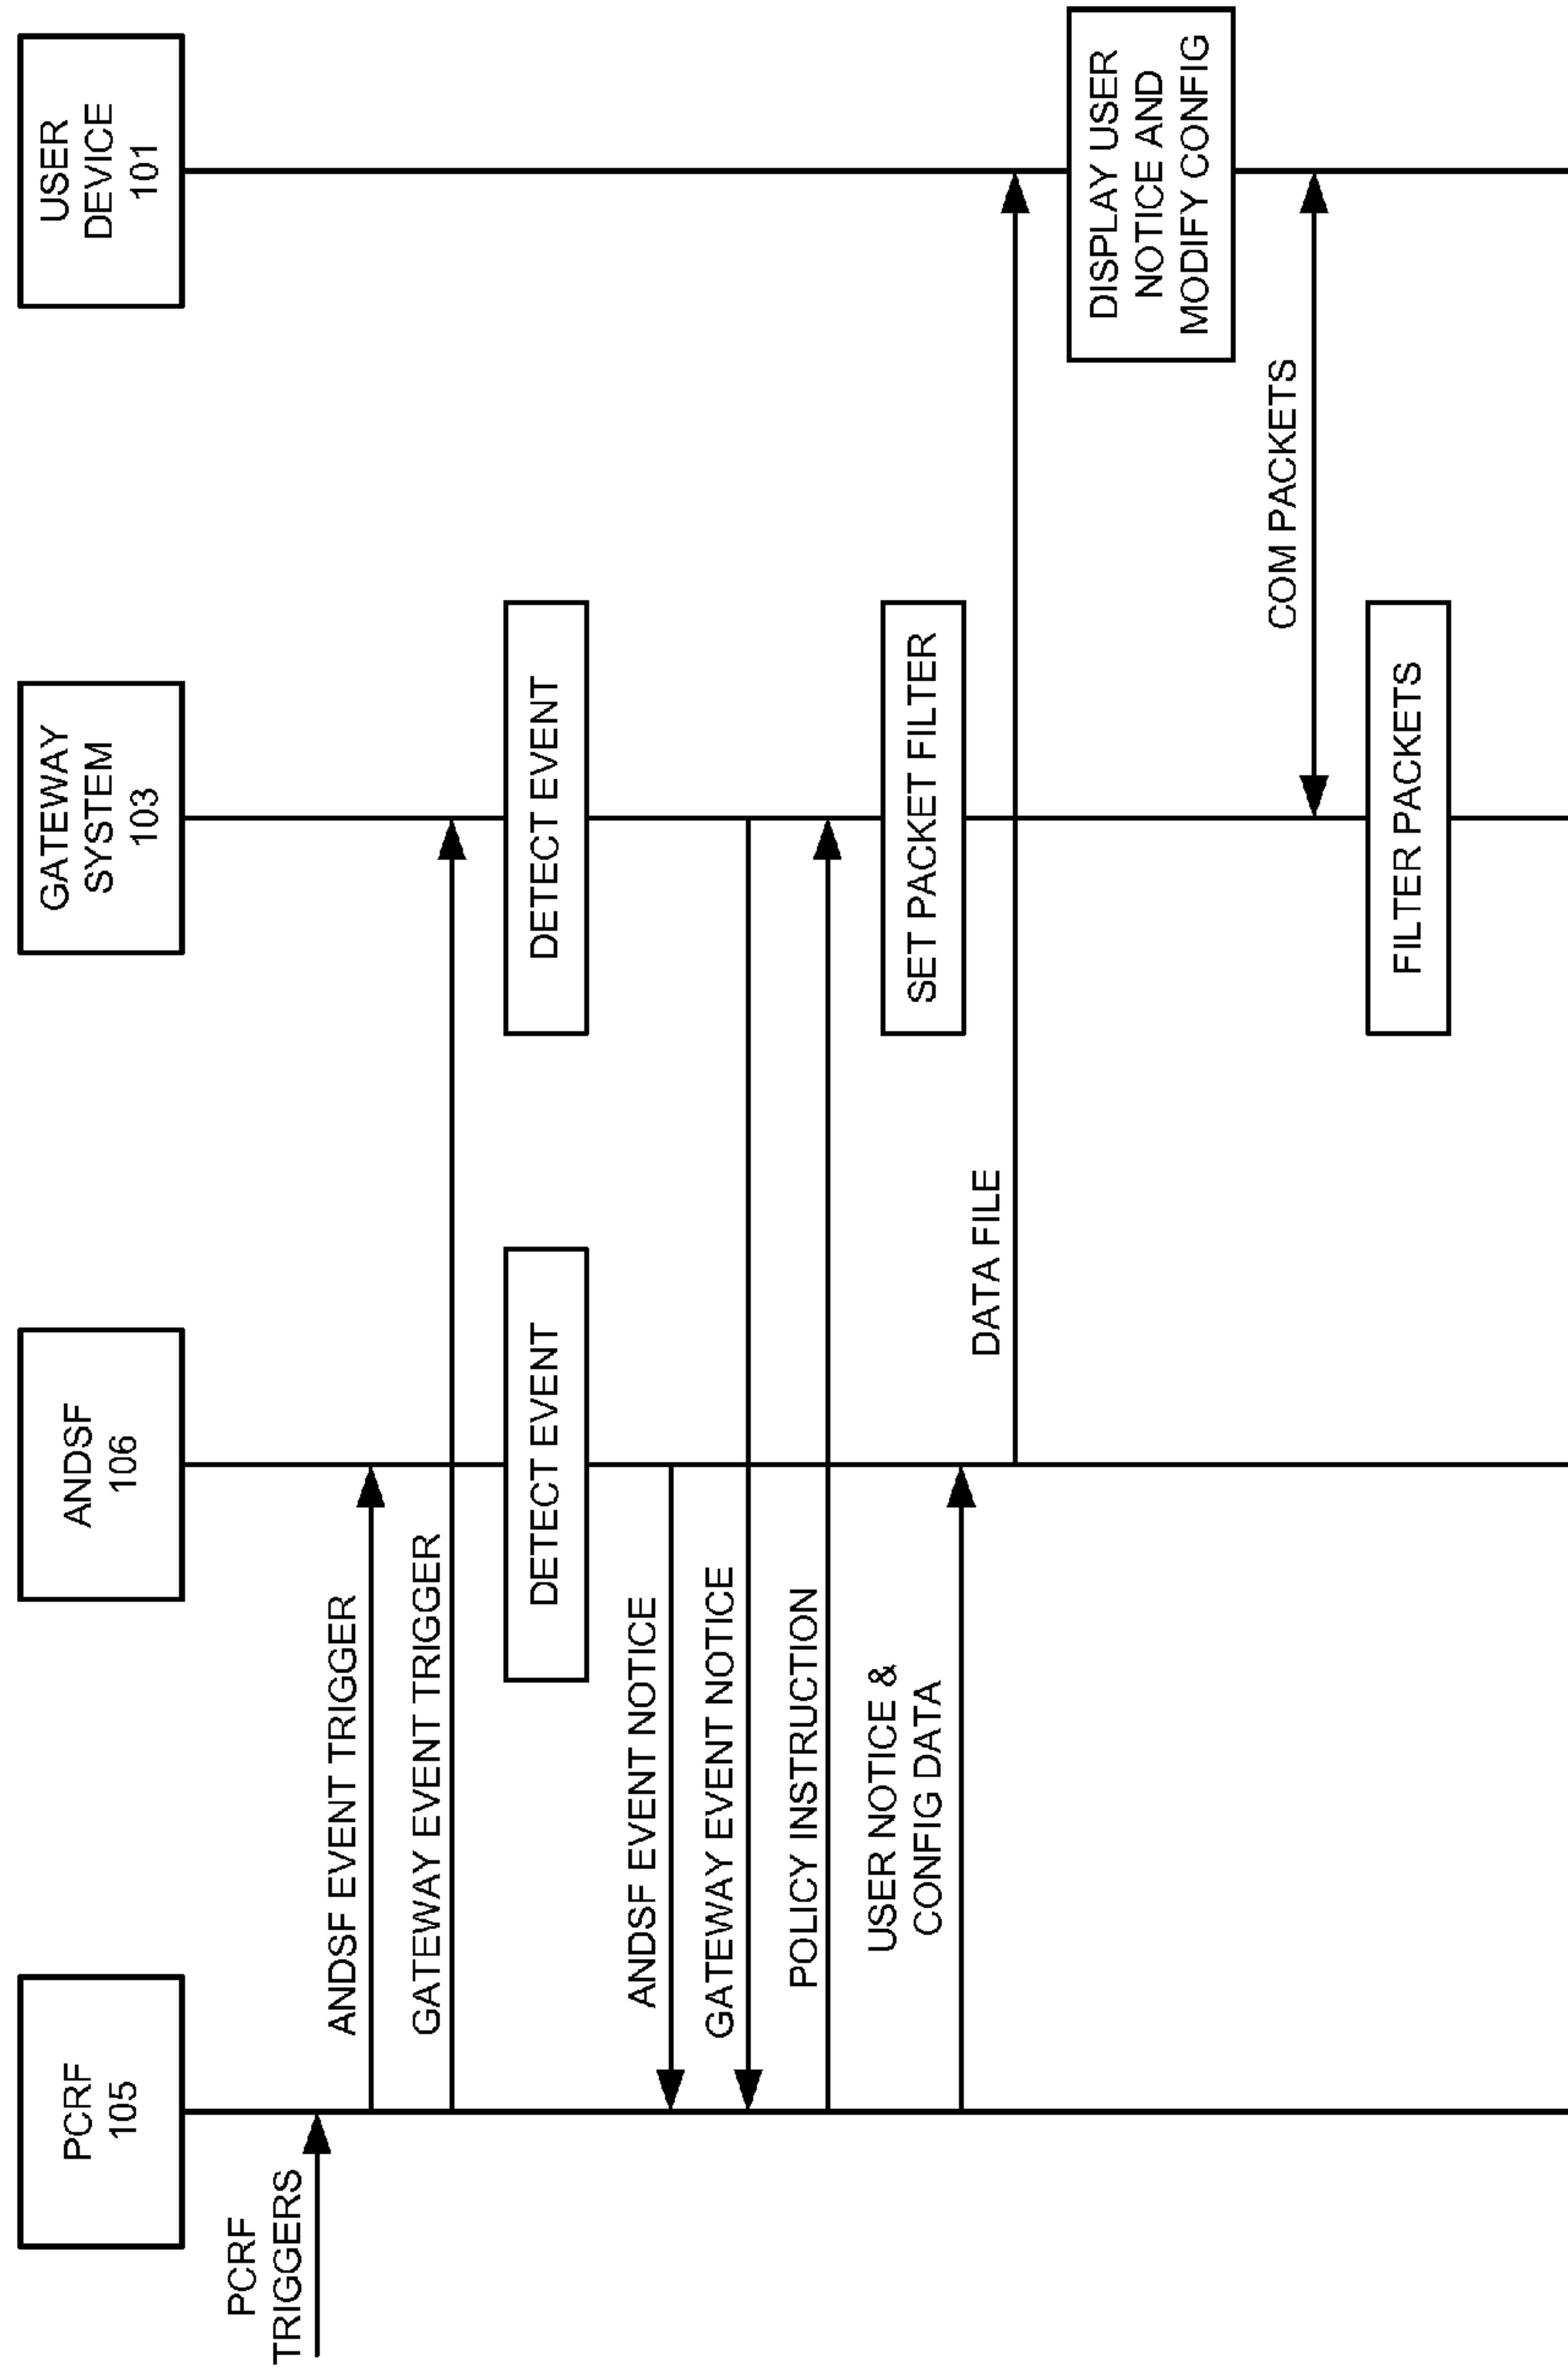 PCRF
105
ANDSF
106
GATEWAY
SYSTEM
103
USER
DEVICE
101
PCRF
TRIGGERS
ANDSF EVENT TRIGGER
GATEWAY EVENT TRIGGER
DETECT EVENT
DETECT EVENT
ANDSF EVENT NOTICE
GATEWAY EVENT NOTICE
POLICY INSTRUCTION
SET PACKET FILTER
USER NOTICE &
CONFIG DATA
DATA FILE
DISPLAY USER
NOTICE AND
MODIFY CONFIG
COM PACKETS
FILTER PACKETS